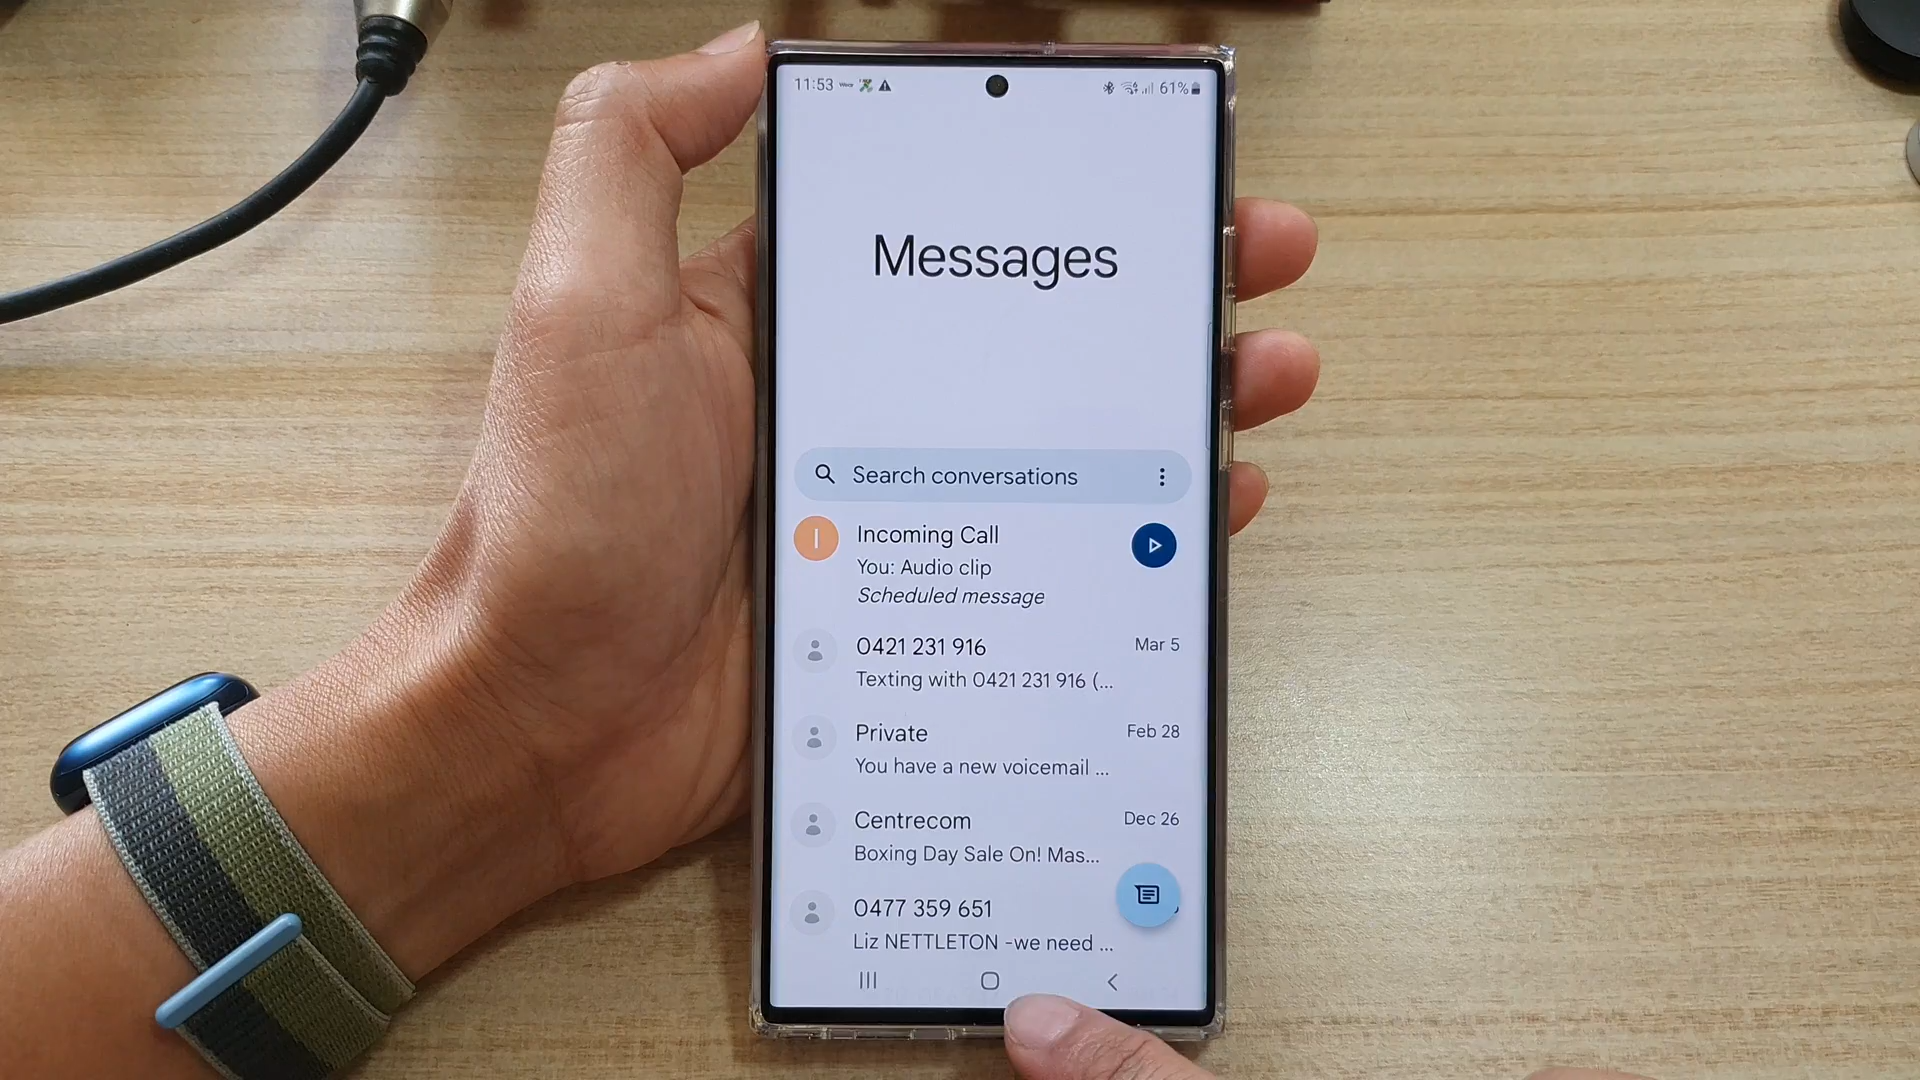 11:53
61%
Messages
Search conversations
I
Incoming Call
You: Audio clip
Scheduled message
0421 231 916
Mar 5
Texting with 0421 231 916 (...
Private
Feb 28
You have a new voicemail ...
Centrecom
Dec 26
Boxing Day Sale On! Mas...
0477 359 651
Liz NETTLETON -we need ...